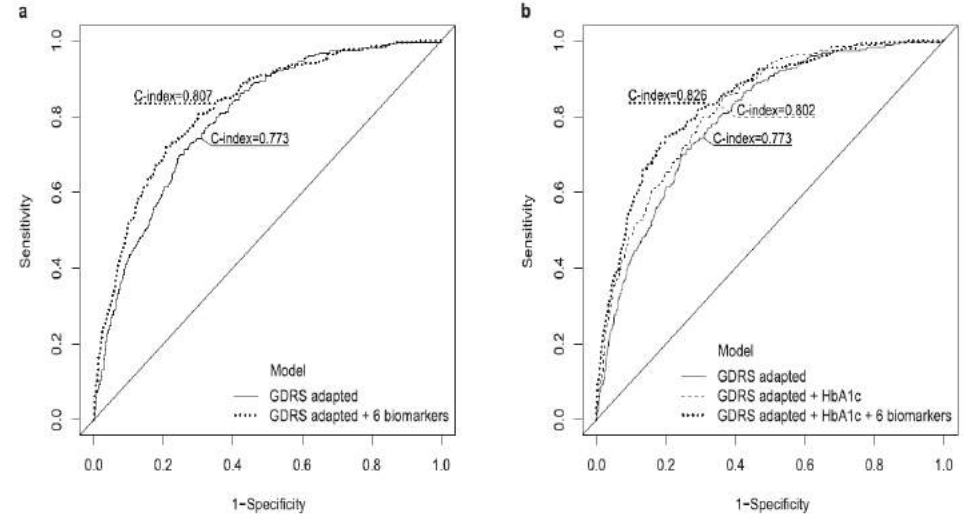 a
C-index=0.807
C-index=0.773
Sensitivity
0.0
0.2
0.4
0.6
0.8
1.0
Model
GDRS adapted
GDRS adapted + 6 biomarkers
0.0 0.2 0.4 0.6 0.8 1.0
1-Specificity
b
C-index=0.826
C-index=0.802
C-index=0.773
Sensitivity
0.0
0.2
0.4
0.6
0.8
1.0
Model
GDRS adapted
GDRS adapted + HbA1c
GDRS adapted + HbA1c + 6 biomarkers
0.0 0.2 0.4 0.6 0.8 1.0
1-Specificity